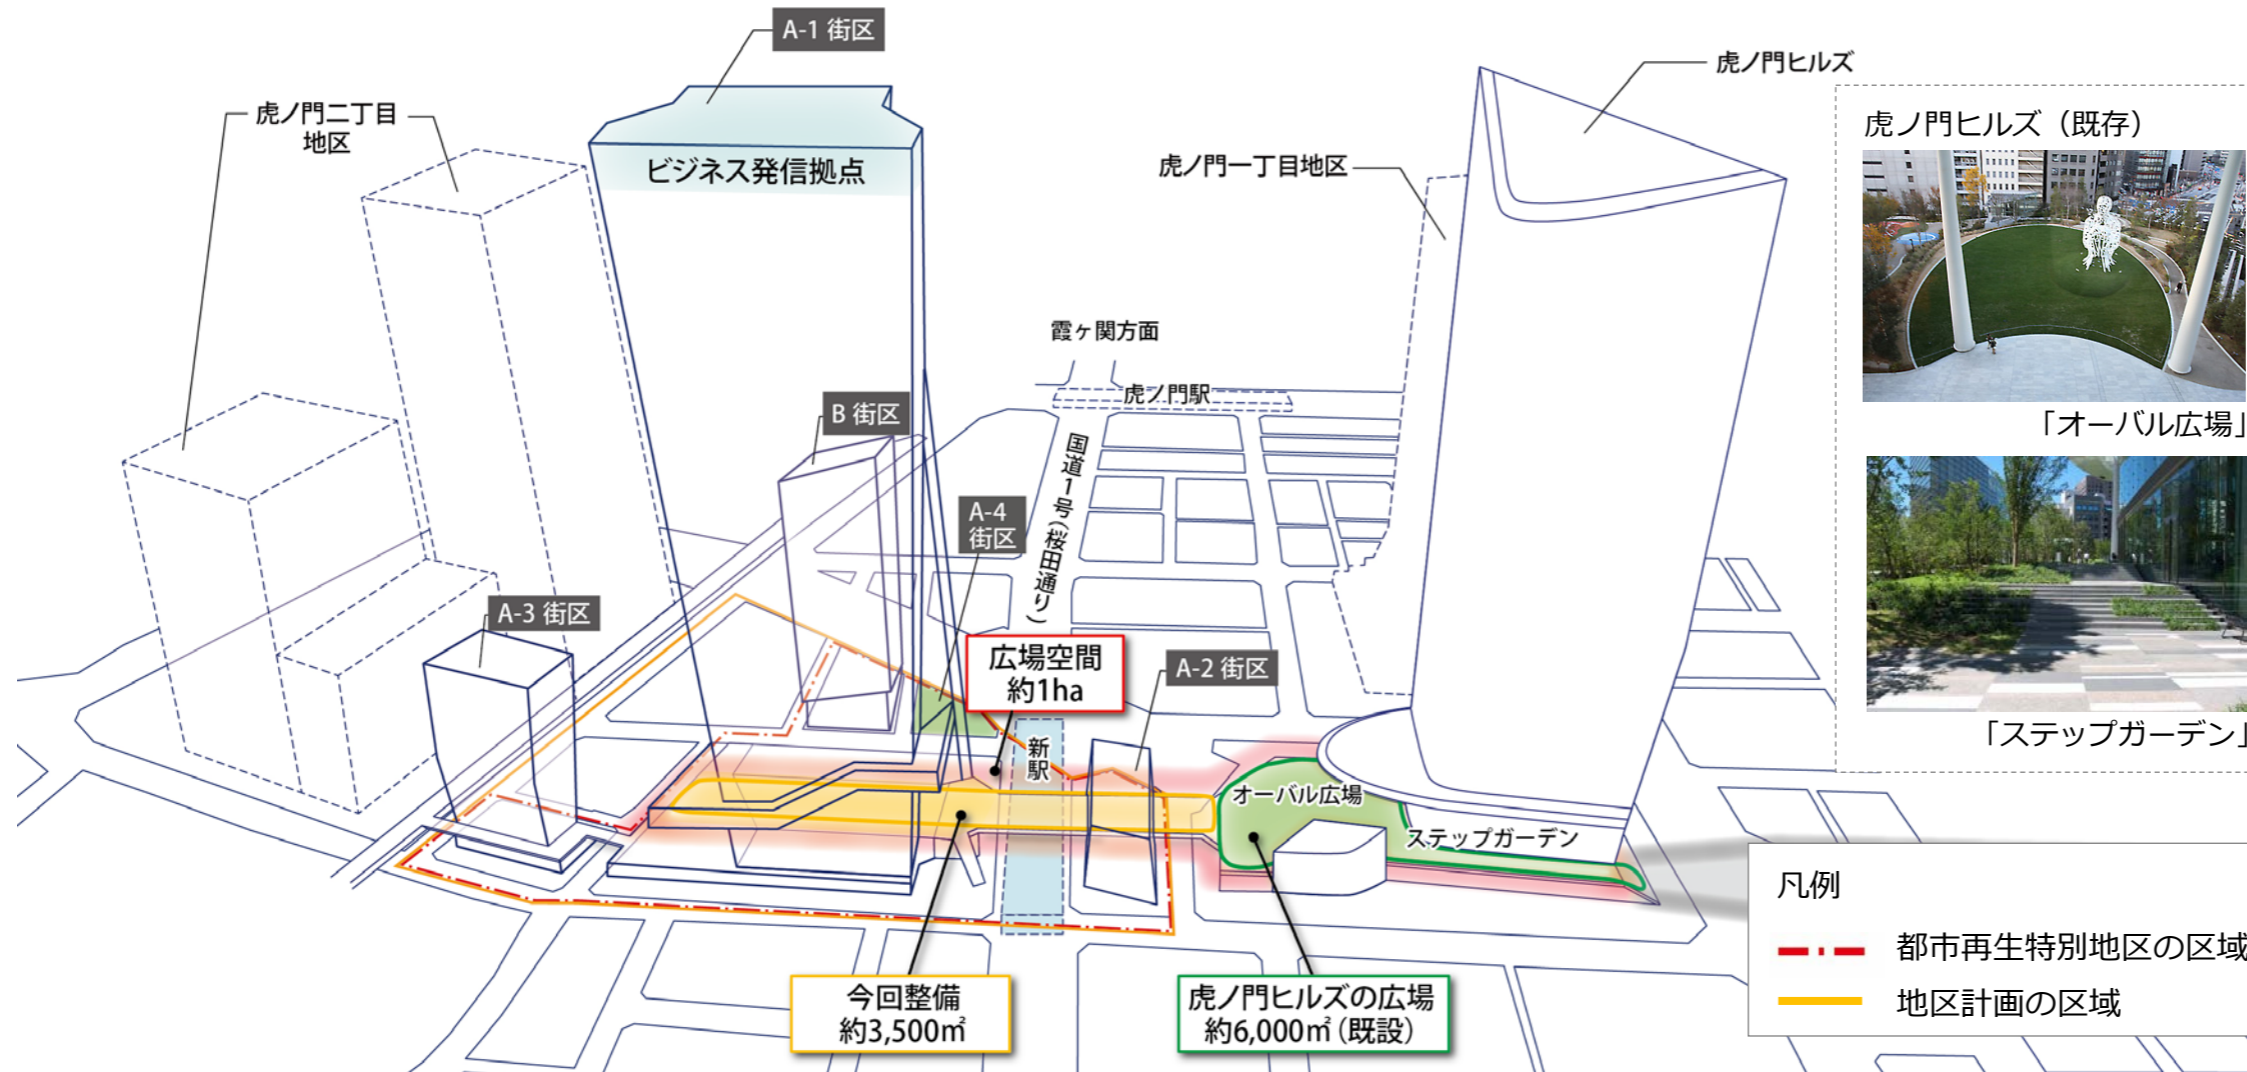 A-1 街区
虎ノ門ヒルズ
虎ノ門二丁目
地区
ビジネス発信拠点
虎ノ門一丁目地区
虎ノ門ヒルズ（既存）
「オーバル広場」
「ステップガーデン」
霞ヶ関方面
虎ノ門駅
B 街区
国道1号(桜田通り)
A-4
街区
A-3 街区
広場空間
約1ha
A-2 街区
新駅
オーバル広場
ステップガーデン
今回整備
約3,500㎡
虎ノ門ヒルズの広場
約6,000㎡(既設)
凡例
都市再生特別地区の区域
地区計画の区域